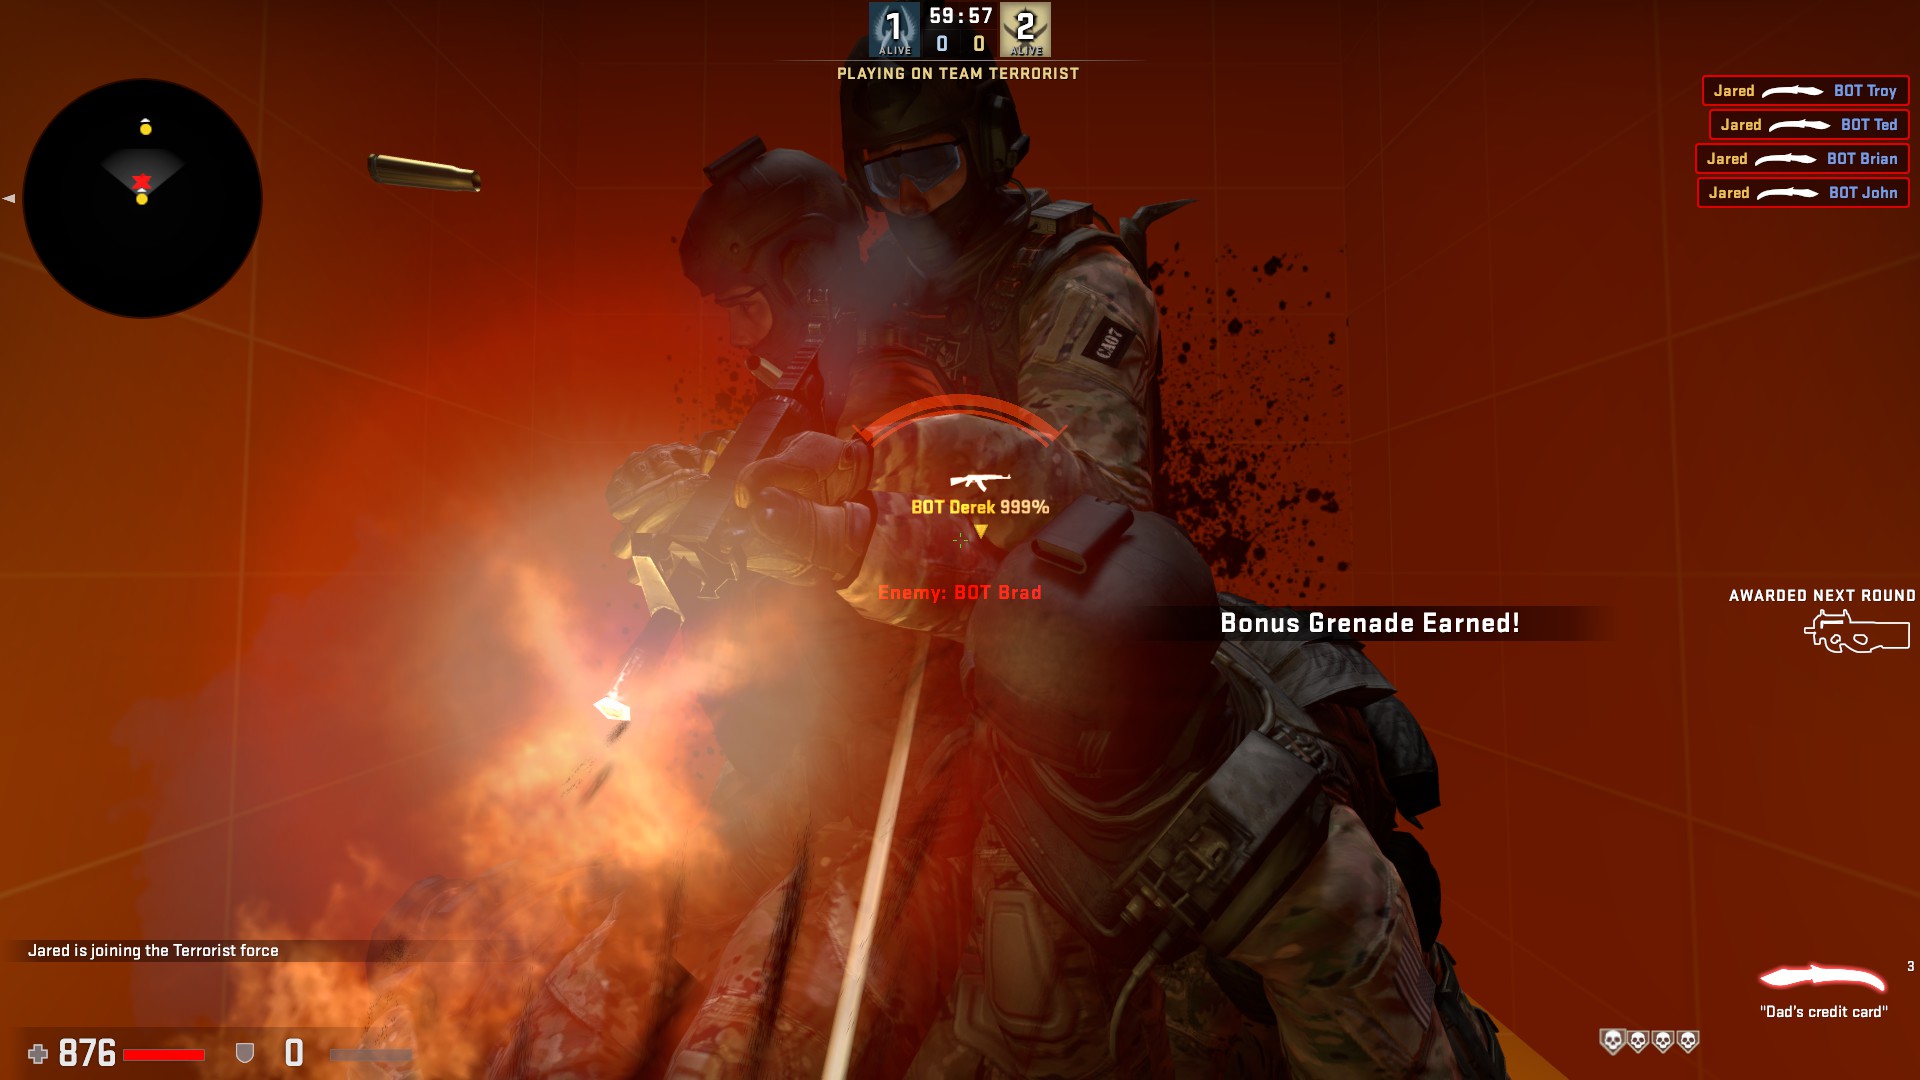 1 59:57 2
ALIVE 0 0 ALIVE
PLAYING ON TEAM TERRORIST
Jared BOT Troy
Jared BOT Ted
Jared BOT Brian
Jared BOT John
CA07
BOT Derek 999%
Enemy: BOT Brad
Bonus Grenade Earned!
AWARDED NEXT ROUND
Jared is joining the Terrorist force
3
"Dad's credit card"
876 0